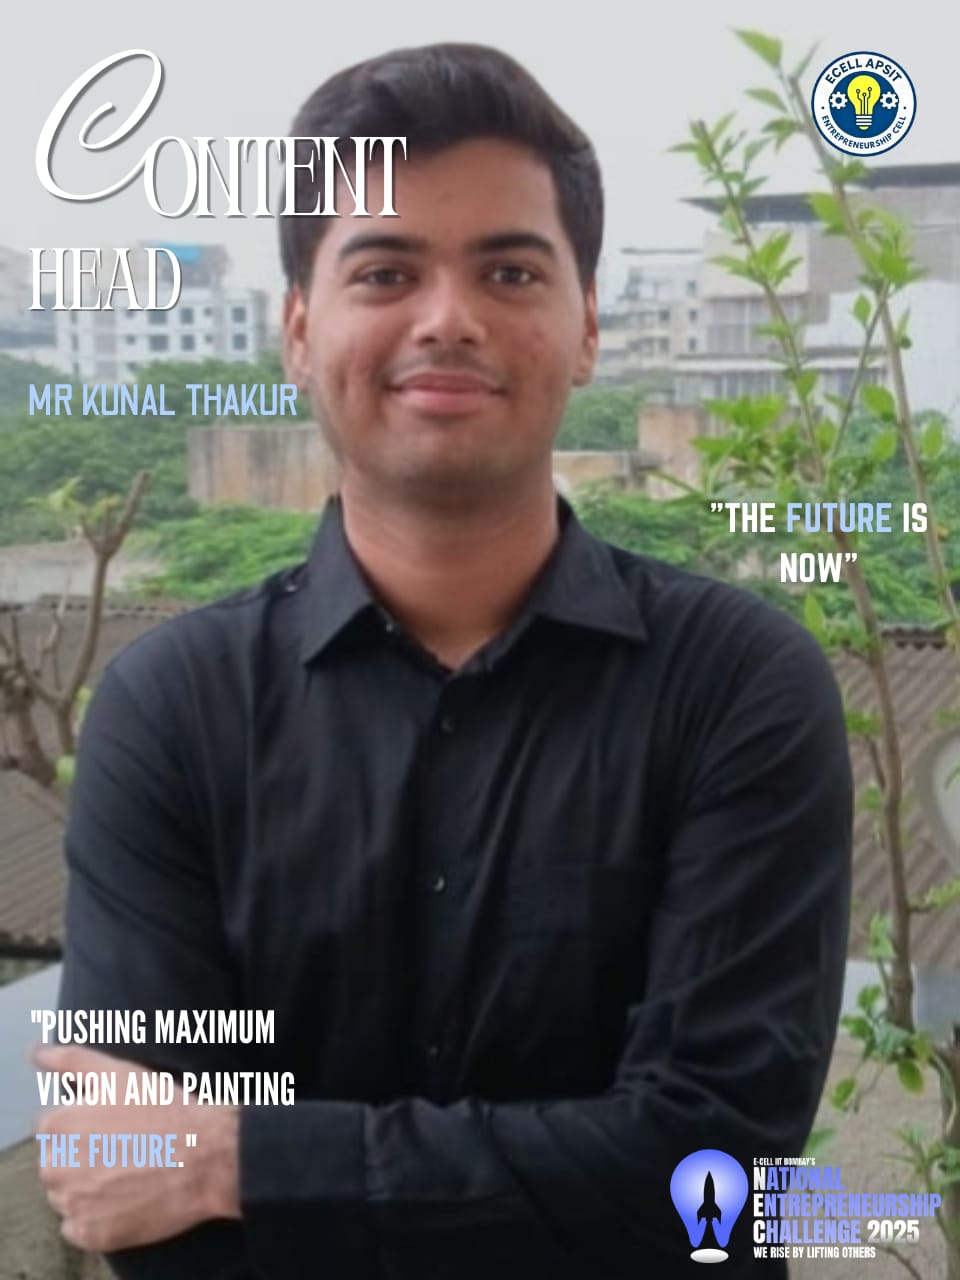 CONTENT
HEAD
MR KUNAL THAKUR
ECELL APSIT
ENTREPRENEURSHIP CELL
"THE FUTURE IS
NOW"
"PUSHING MAXIMUM
VISION AND PAINTING
THE FUTURE."
E-CELL IIT BOMBAY'S
NATIONAL
ENTREPRENEURSHIP
CHALLENGE 2025
WE RISE BY LIFTING OTHERS